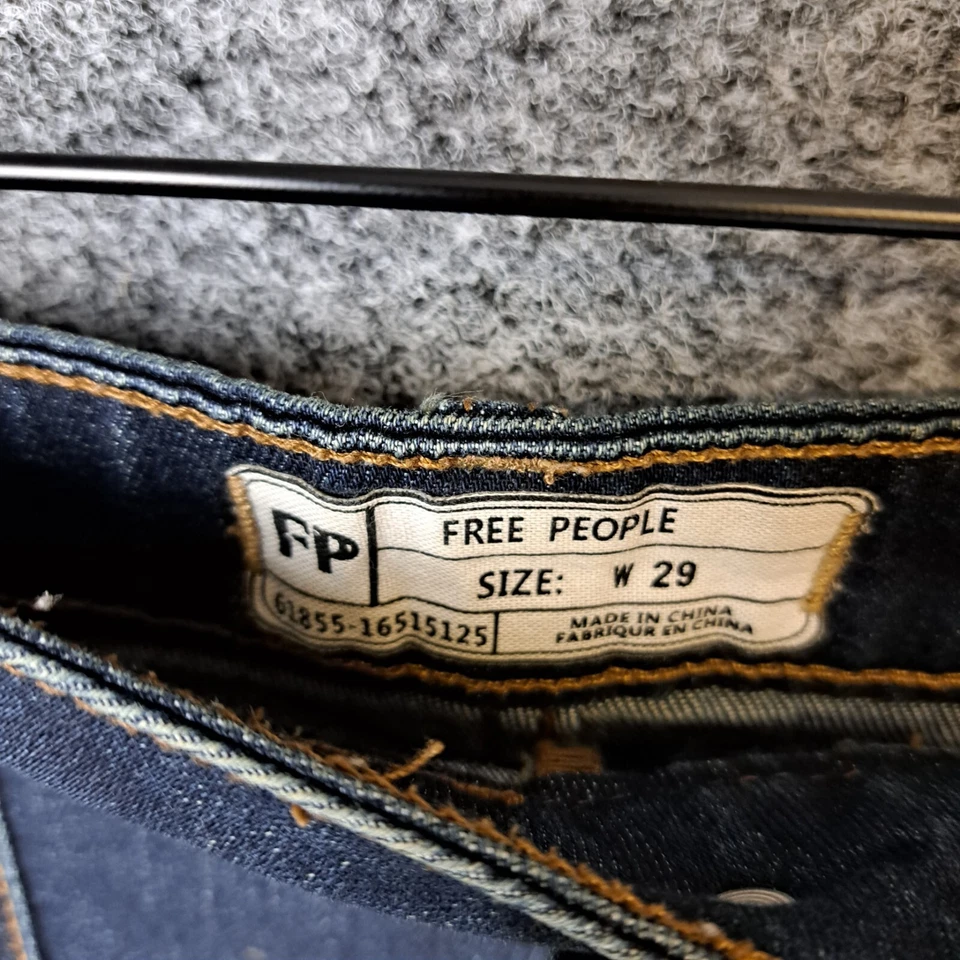 FP
FREE PEOPLE
SIZE: W 29
61855-16515125
MADE IN CHINA
FABRIQUR EN CHINA